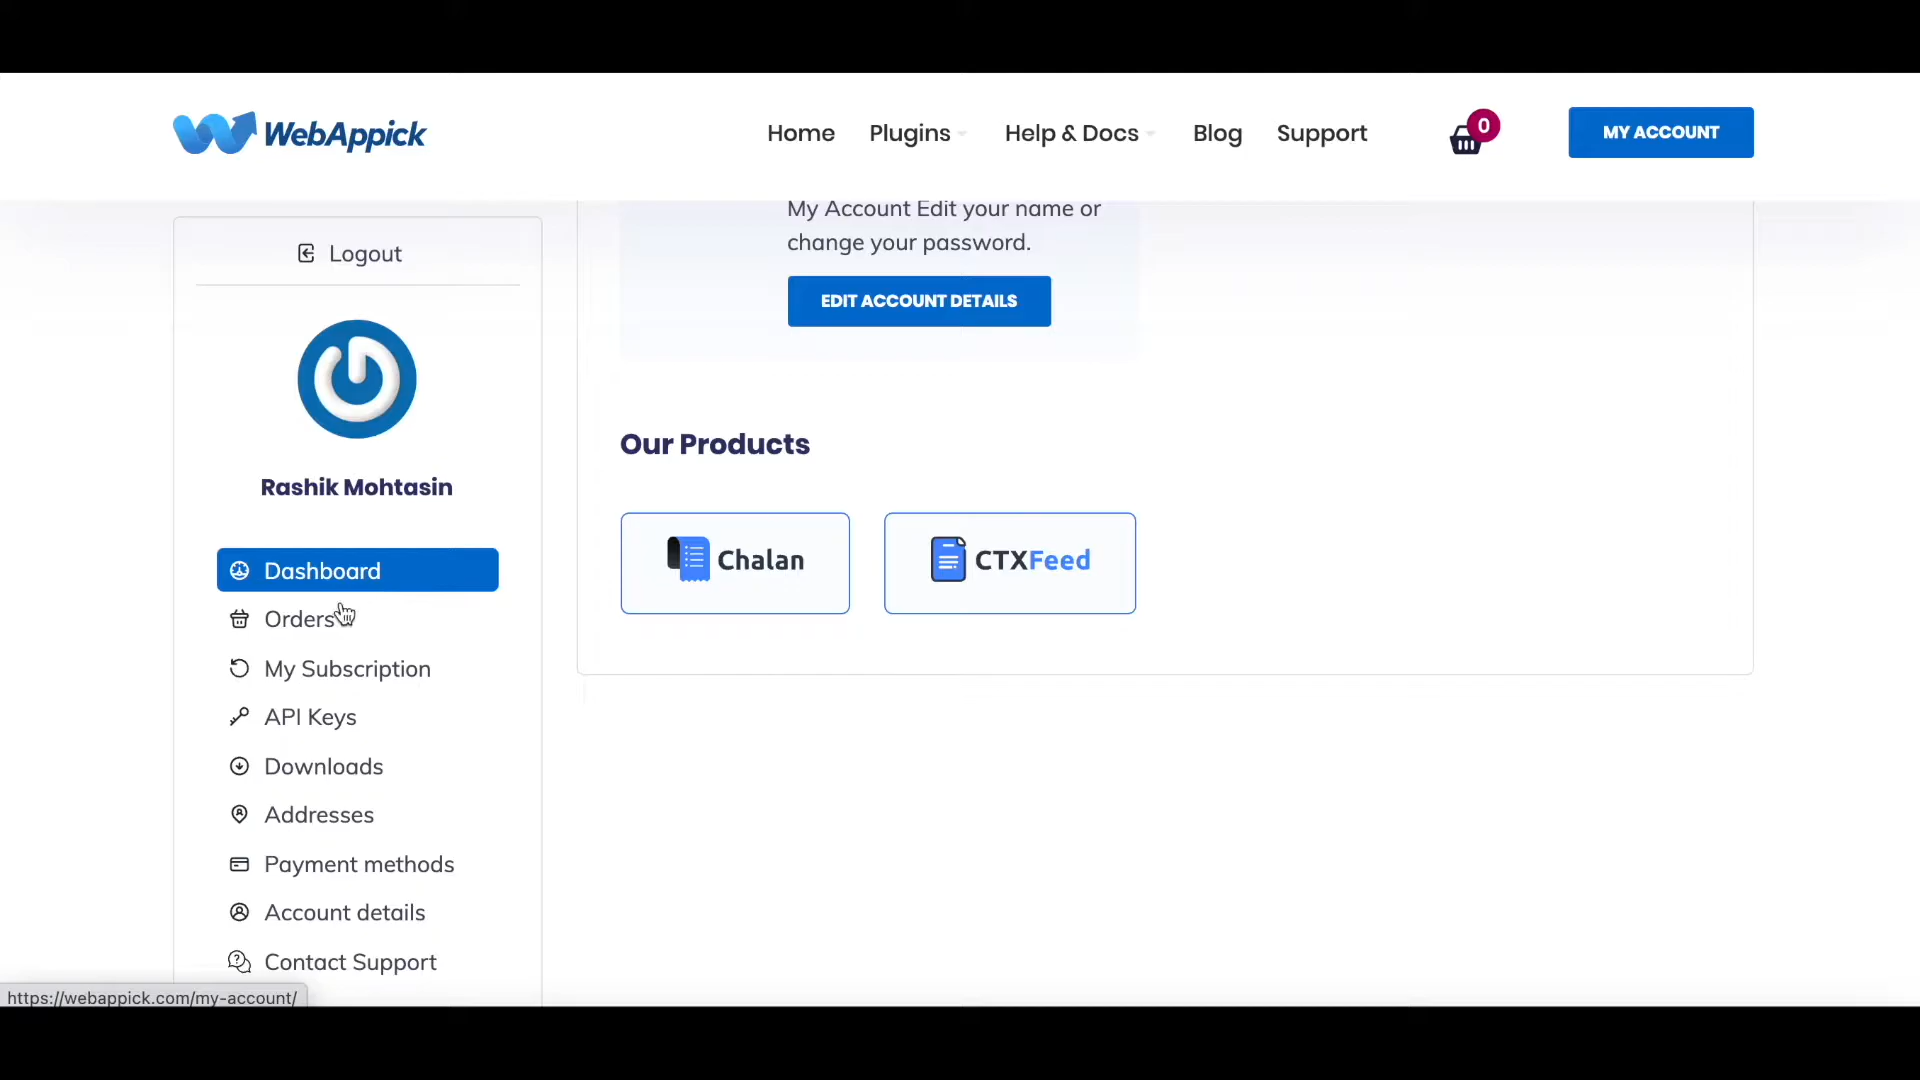 WebAppick
Home
Plugins
Help & Docs
Blog
Support
0
MY ACCOUNT
Logout
Rashik Mohtasin
Dashboard
Orders
My Subscription
API Keys
Downloads
Addresses
Payment methods
Account details
Contact Support
My Account Edit your name or
change your password.
EDIT ACCOUNT DETAILS
Our Products
Chalan
CTXFeed
https://webappick.com/my-account/